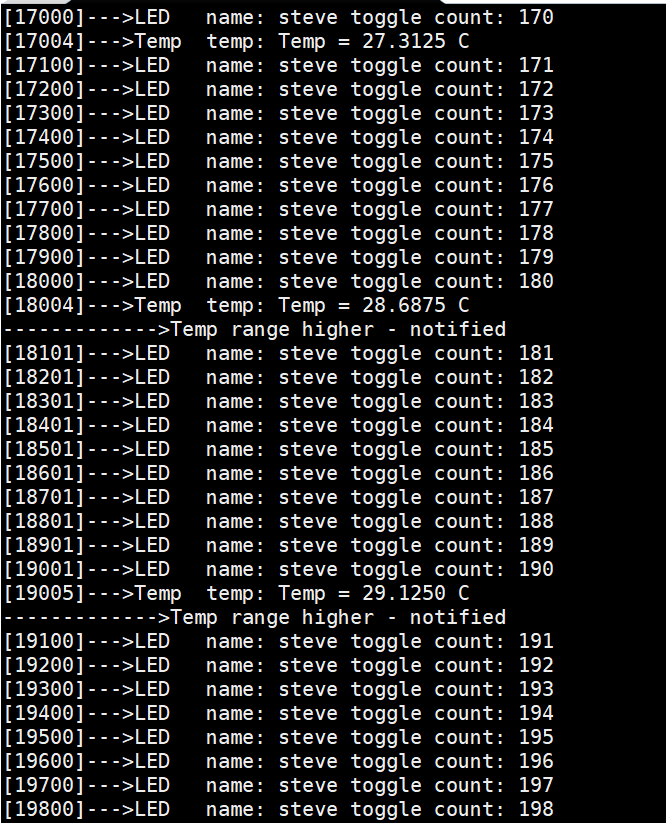 [17000]--->LED   name: steve toggle count: 170
[17004]--->Temp  temp: Temp = 27.3125 C
[17100]--->LED   name: steve toggle count: 171
[17200]--->LED   name: steve toggle count: 172
[17300]--->LED   name: steve toggle count: 173
[17400]--->LED   name: steve toggle count: 174
[17500]--->LED   name: steve toggle count: 175
[17600]--->LED   name: steve toggle count: 176
[17700]--->LED   name: steve toggle count: 177
[17800]--->LED   name: steve toggle count: 178
[17900]--->LED   name: steve toggle count: 179
[18000]--->LED   name: steve toggle count: 180
[18004]--->Temp  temp: Temp = 28.6875 C
------------->Temp range higher - notified
[18101]--->LED   name: steve toggle count: 181
[18201]--->LED   name: steve toggle count: 182
[18301]--->LED   name: steve toggle count: 183
[18401]--->LED   name: steve toggle count: 184
[18501]--->LED   name: steve toggle count: 185
[18601]--->LED   name: steve toggle count: 186
[18701]--->LED   name: steve toggle count: 187
[18801]--->LED   name: steve toggle count: 188
[18901]--->LED   name: steve toggle count: 189
[19001]--->LED   name: steve toggle count: 190
[19005]--->Temp  temp: Temp = 29.1250 C
------------->Temp range higher - notified
[19100]--->LED   name: steve toggle count: 191
[19200]--->LED   name: steve toggle count: 192
[19300]--->LED   name: steve toggle count: 193
[19400]--->LED   name: steve toggle count: 194
[19500]--->LED   name: steve toggle count: 195
[19600]--->LED   name: steve toggle count: 196
[19700]--->LED   name: steve toggle count: 197
[19800]--->LED   name: steve toggle count: 198